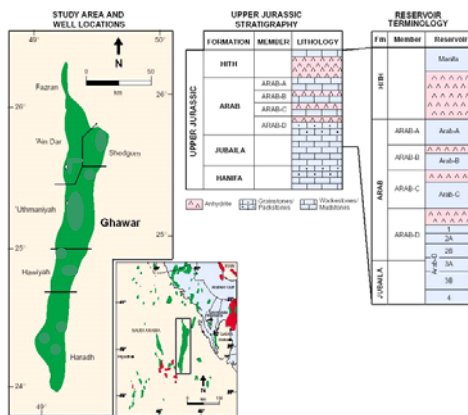 STUDY AREA AND
WELL LOCATIONS
49°
50°
N
km
26°
26°
Fazran
'Ain Dar
Shedgum
Uthmaniyah
Ghawar
25°
25°
Hawiyah
Haradh
24°
49°
SAUDI ARABIA
N
UPPER JURASSIC
STRATIGRAPHY
FORMATION MEMBER LITHOLOGY
UPPER JURASSIC
HITH
ARAB
ARAB-A
ARAB-B
ARAB-C
ARAB-D
JUBAILA
HANIFA
Anhydrite
Grainstones/
Packstones
Wackestones/
Mudstones
RESERVOIR
TERMINOLOGY
Fm Member Reservoir
HITH
Manifa
ARAB
ARAB-A
Arab-A
ARAB-B
Arab-B
ARAB-C
Arab-C
ARAB-D
Arab-D
1
2A
2B
3A
3B
4
JUBAILA